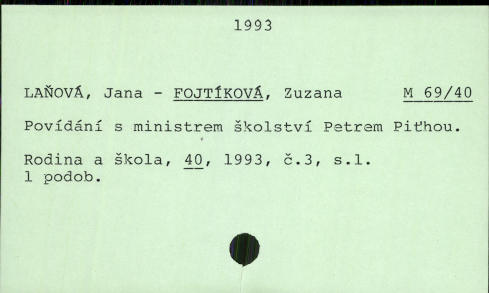 1993
LAŇOVÁ, Jana - FOJTÍKOVÁ, Zuzana M 69/40
Povídání s ministrem školství Petrem Piťhou.
Rodina a škola, 40, 1993, č.3, s.1.
1 podob.